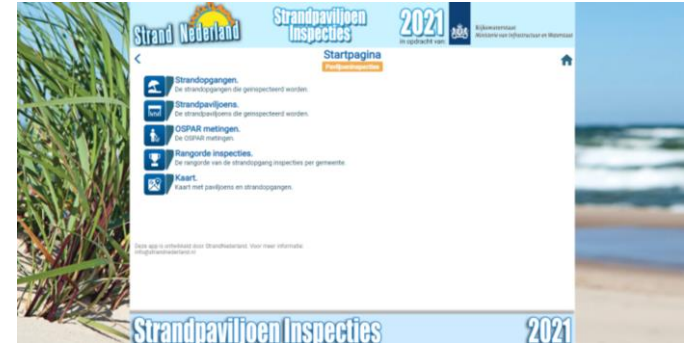 Strand Nederland
Strandpaviljoen
Inspecties
2021
in opdracht van:
Rijkswaterstaat
Ministerie van Infrastructuur en Waterstaat
Startpagina
Paviljoeninspecties
Strandopgangen.
De strandopgangen die geïnspecteerd worden.
Strandpaviljoens.
De strandpaviljoens die geïnspecteerd worden.
OSPAR metingen.
De OSPAR metingen.
Rangorde inspecties.
De rangorde van de strandopgang inspecties per gemeente
Kaart.
Kaart met paviljoens en strandopgangen.
Deze app is ontwikkeld door StrandNederland. Voor meer informatie:
info@strandnederland.nl
Strandpaviljoen Inspecties 2021